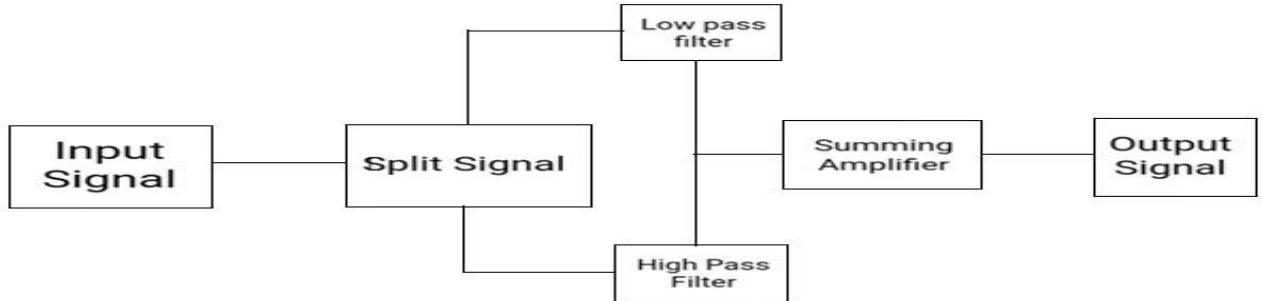 Low pass
filter
Input
Signal
Split Signal
Summing
Amplifier
Output
Signal
High Pass
Filter